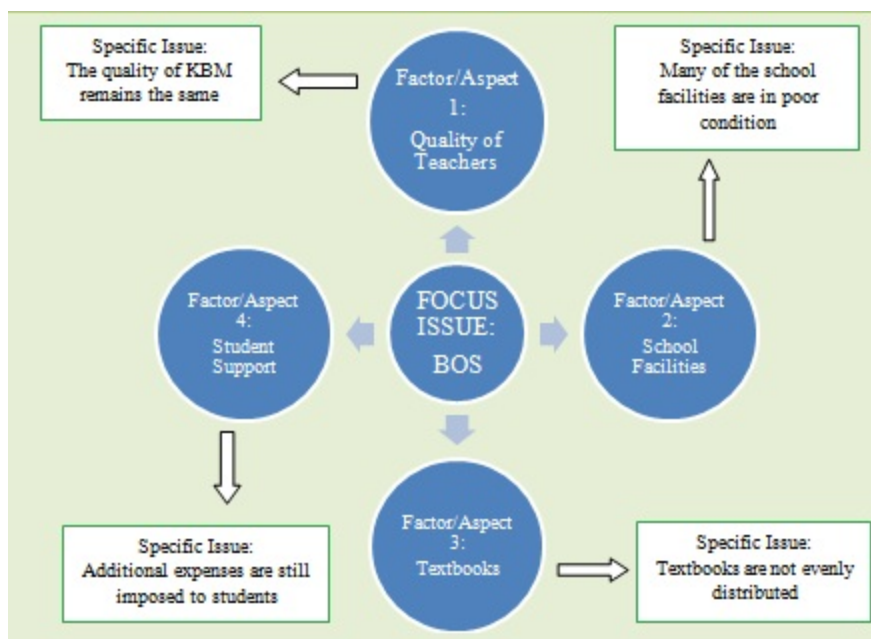 Specific Issue:
The quality of KBM
remains the same
Factor/Aspect
1:
Quality of
Teachers
Specific Issue:
Many of the school
facilities are in poor
condition
Factor/Aspect
4:
Student
Support
FOCUS
ISSUE:
BOS
Factor/Aspect
2:
School
Facilities
Specific Issue:
Additional expenses are still
imposed to students
Factor/Aspect
3:
Textbooks
Specific Issue:
Textbooks are not evenly
distributed